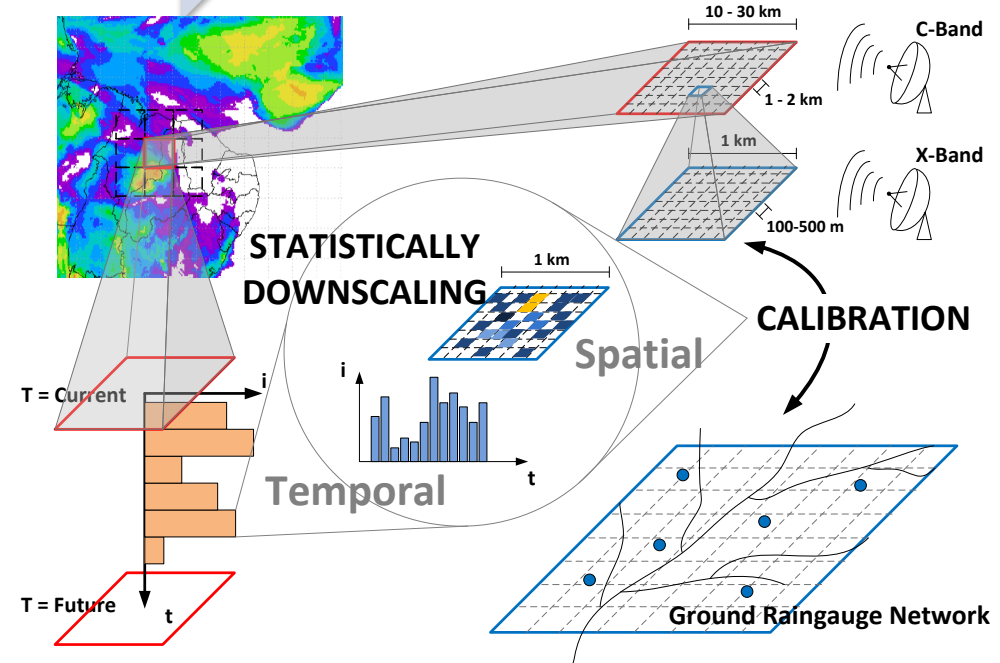 10 - 30 km
C-Band
1 - 2 km
1 km
X-Band
100-500 m
STATISTICALLY
DOWNSCALING
1 km
CALIBRATION
Spatial
T = Current
i
i
t
Temporal
T = Future
t
Ground Raingauge Network